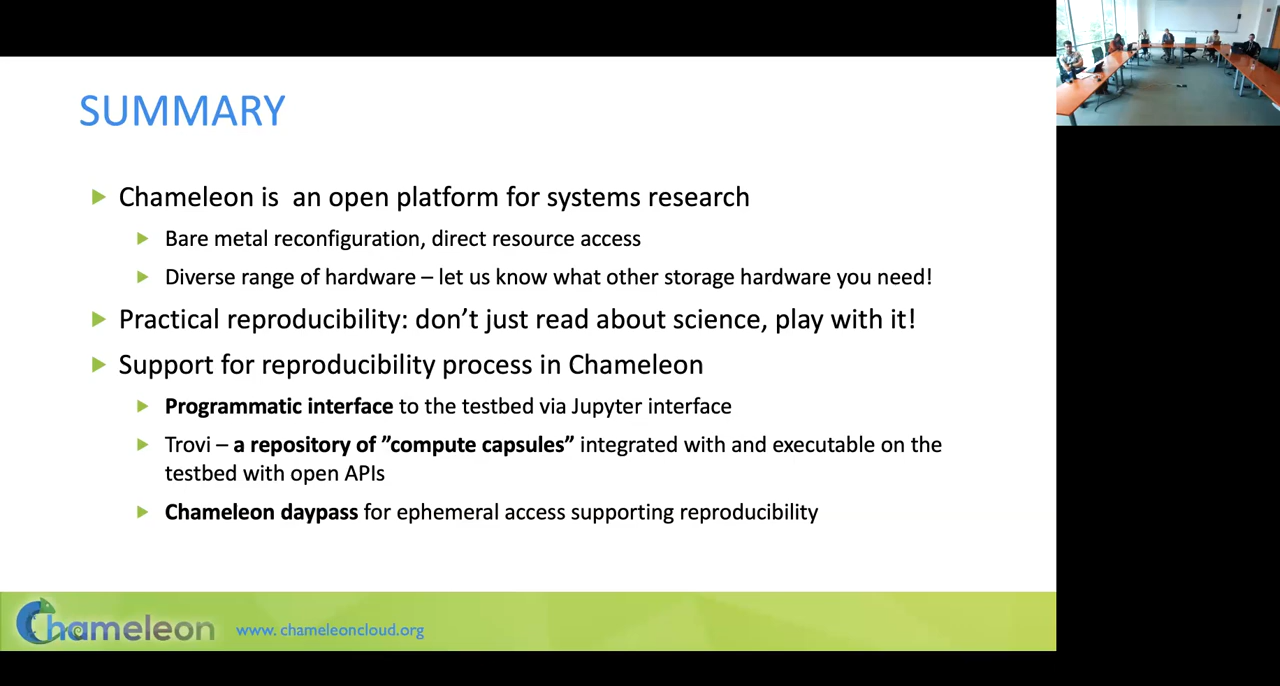 SUMMARY
Chameleon is  an open platform for systems research
Bare metal reconfiguration, direct resource access
Diverse range of hardware – let us know what other storage hardware you need!
Practical reproducibility: don’t just read about science, play with it!
Support for reproducibility process in Chameleon
Programmatic interface to the testbed via Jupyter interface
Trovi – a repository of ”compute capsules” integrated with and executable on the
testbed with open APIs
Chameleon daypass for ephemeral access supporting reproducibility
Chameleon
www. chameleoncloud.org